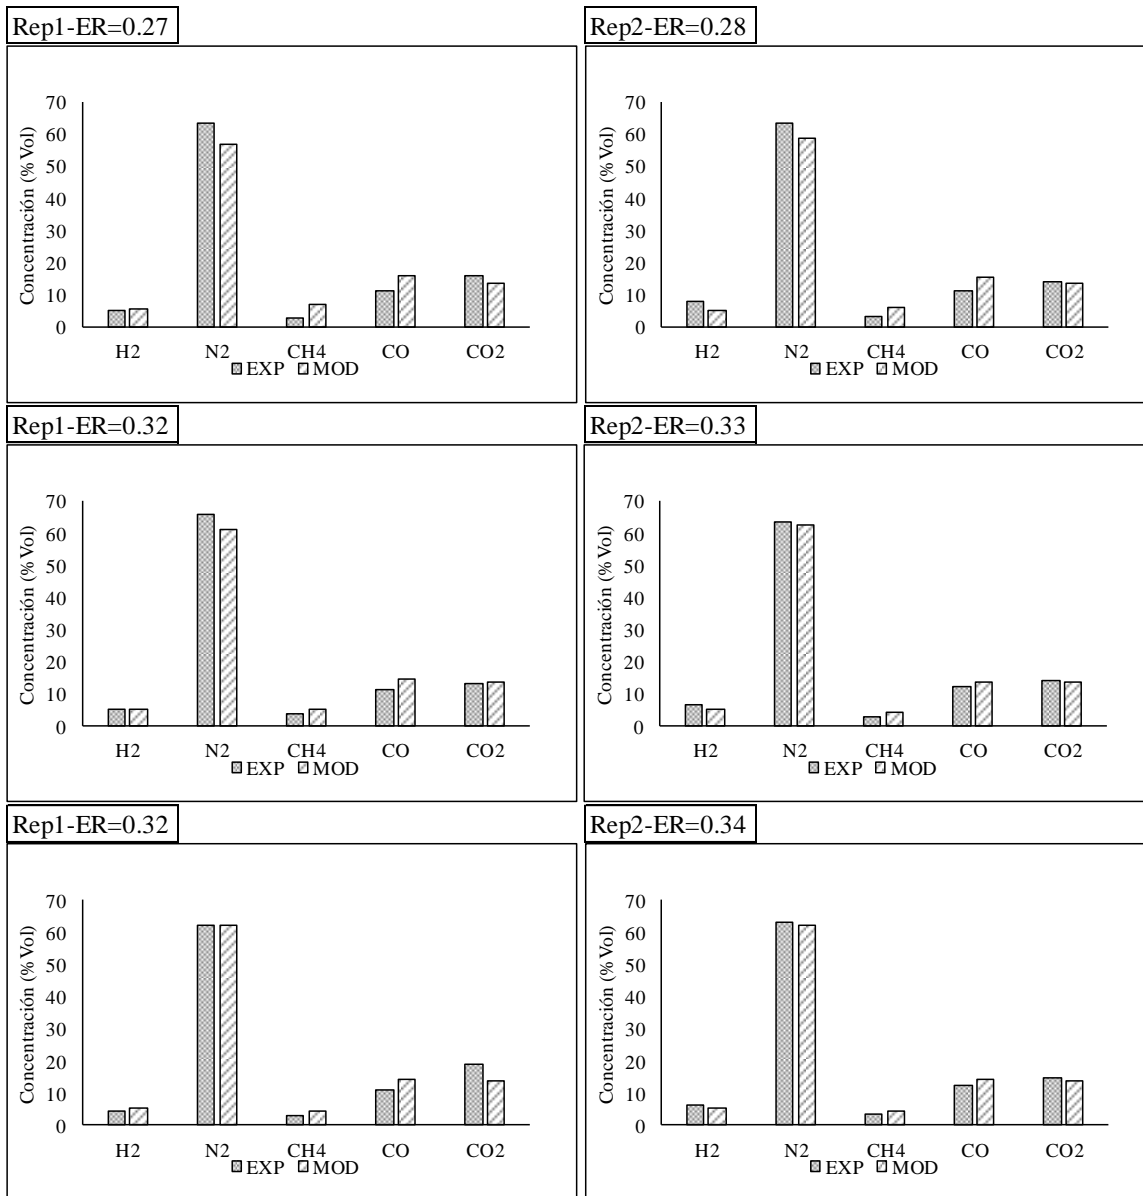 Rep1-ER=0.27
Concentración (% Vol)
70
60
50
40
30
20
10
0
H2 N2 CH4 CO CO2
EXP MOD
Rep2-ER=0.28
Concentración (% Vol)
70
60
50
40
30
20
10
0
H2 N2 CH4 CO CO2
EXP MOD
Rep1-ER=0.32
Concentración (% Vol)
70
60
50
40
30
20
10
0
H2 N2 CH4 CO CO2
EXP MOD
Rep2-ER=0.33
Concentración (% Vol)
70
60
50
40
30
20
10
0
H2 N2 CH4 CO CO2
EXP MOD
Rep1-ER=0.32
Concentración (% Vol)
70
60
50
40
30
20
10
0
H2 N2 CH4 CO CO2
EXP MOD
Rep2-ER=0.34
Concentración (% Vol)
70
60
50
40
30
20
10
0
H2 N2 CH4 CO CO2
EXP MOD